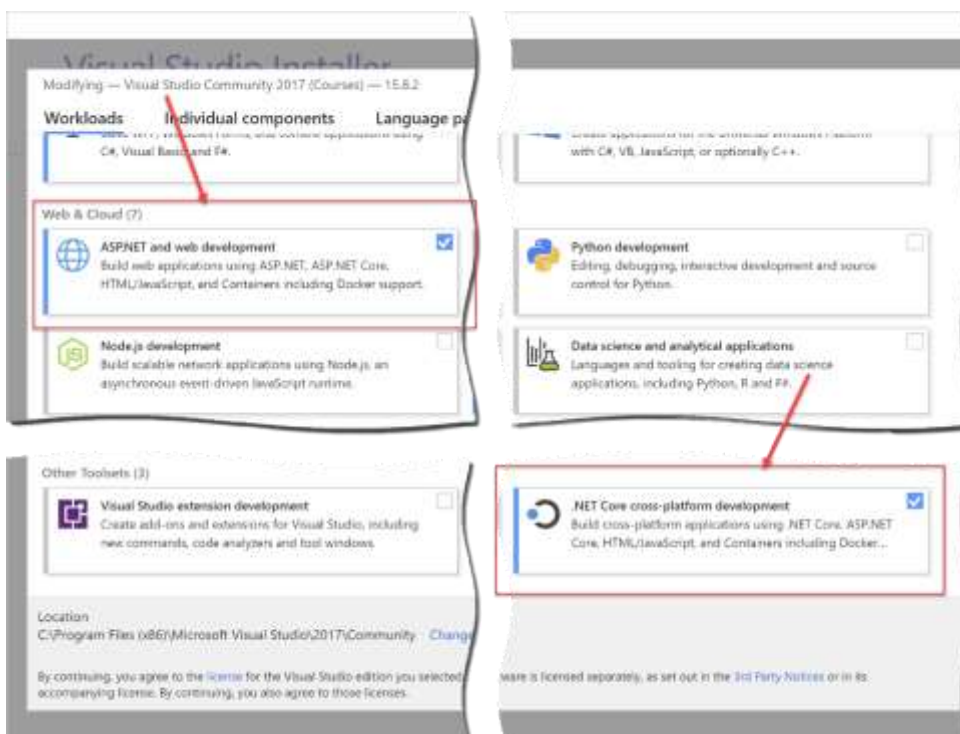 Visual Studio Installer
Modifying — Visual Studio Community 2017 (Courses) — 15.8.2
Workloads Individual components Language pa
C#, Visual Basic and F#.
with C#, VB, JavaScript, or optionally C++.
Web & Cloud (7)
ASP.NET and web development
Build web applications using ASP.NET, ASP.NET Core,
HTML/JavaScript, and Containers including Docker support.
Python development
Editing, debugging, interactive development and source
control for Python.
Node.js development
Build scalable network applications using Node.js, an
asynchronous event-driven JavaScript runtime.
Data science and analytical applications
Languages and tooling for creating data science
applications, including Python, R and F#.
Other Toolsets (3)
Visual Studio extension development
Create add-ons and extensions for Visual Studio, including
new commands, code analyzers and tool windows.
.NET Core cross-platform development
Build cross-platform applications using .NET Core, ASP.NET
Core, HTML/JavaScript, and Containers including Docker...
Location
C:\Program Files (x86)\Microsoft Visual Studio\2017\Community Change
By continuing, you agree to the license for the Visual Studio edition you selected. ware is licensed separately, as set out in the 3rd Party Notices or in its
accompanying license. By continuing, you also agree to those licenses.